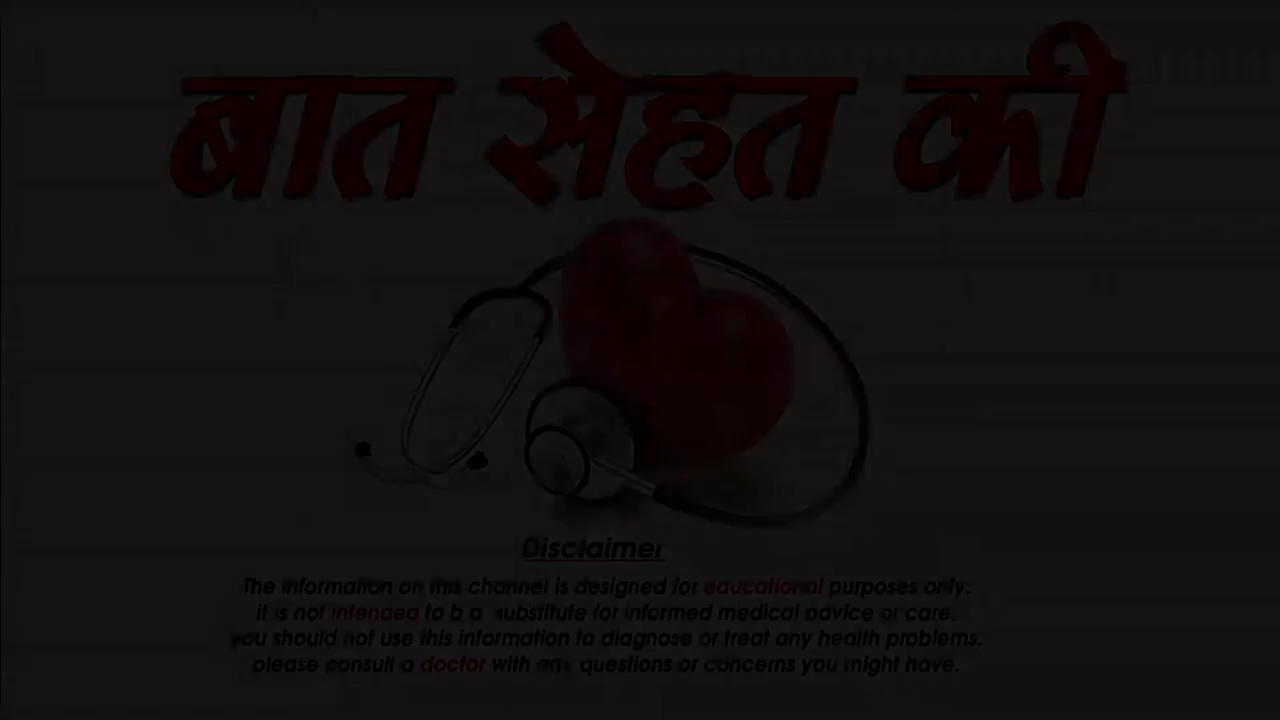 बात सेहत की
Disclaimer
The information on this channel is designed for educational purposes only.
it is not intended to b a substitute for informed medical advice or care.
you should not use this information to diagnose or treat any health problems.
please consult a doctor with any questions or concerns you might have.